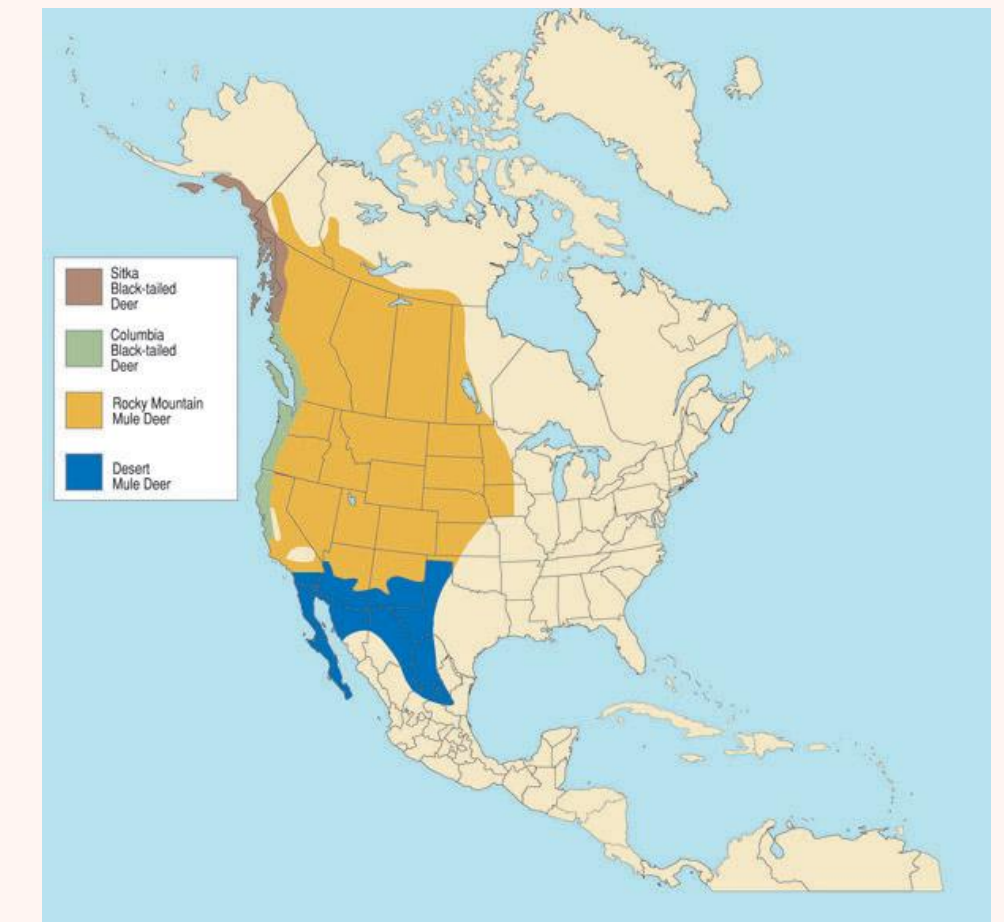 Sitka
Black-tailed
Deer
Columbia
Black-tailed
Deer
Rocky Mountain
Mule Deer
Desert
Mule Deer